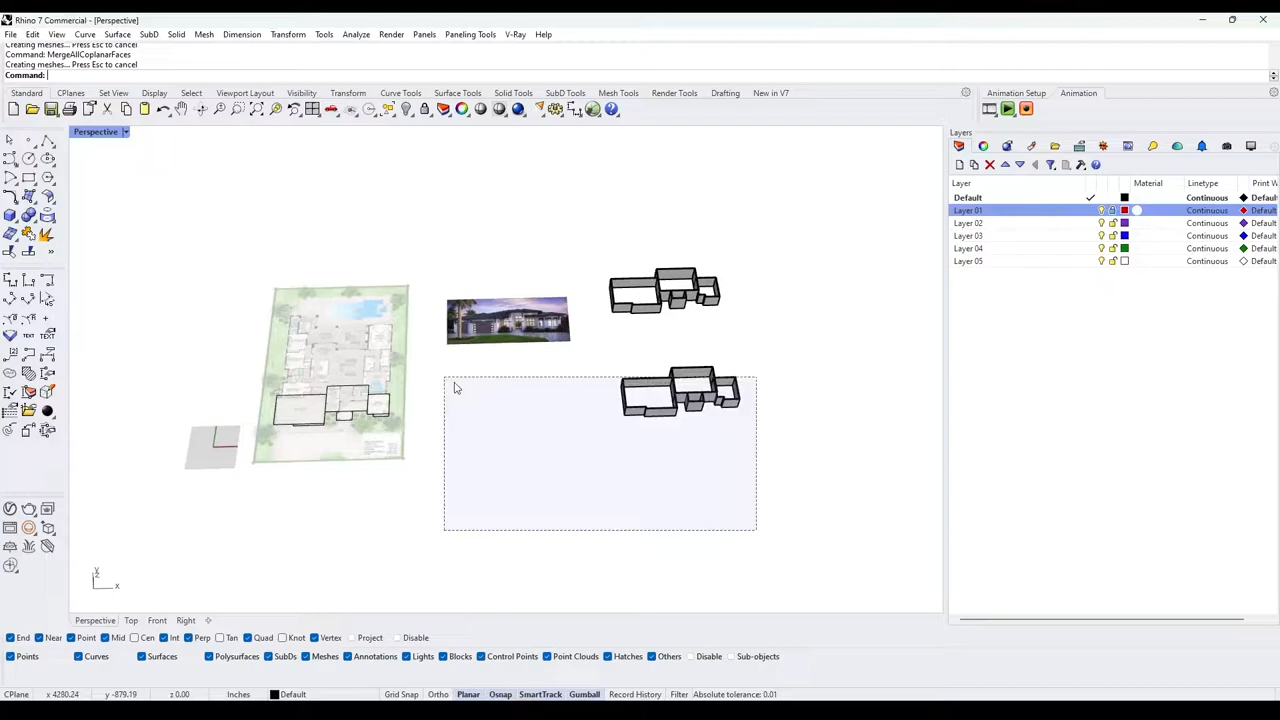 Rhino 7 Commercial - [Perspective]
File Edit View Curve Surface SubD Solid Mesh Dimension Transform Tools Analyze Render Panels Paneling Tools V-Ray Help
Creating meshes... Press Esc to cancel
Command: MergeAllCoplanarFaces
Creating meshes... Press Esc to cancel
Command:
Standard CPlanes Set View Display Select Viewport Layout Visibility Transform Curve Tools Surface Tools Solid Tools SubD Tools Mesh Tools Render Tools Drafting New in V7
Animation Setup Animation
Perspective
Layers
Layer Material Linetype Print W
Default Continuous Default
Layer 01 Continuous Default
Layer 02 Continuous Default
Layer 03 Continuous Default
Layer 04 Continuous Default
Layer 05 Continuous Default
TEXT TEXT
y
z
x
Perspective Top Front Right
End Near Point Mid Cen Int Perp Tan Quad Knot Vertex Project Disable
Points Curves Surfaces Polysurfaces SubDs Meshes Annotations Lights Blocks Control Points Point Clouds Hatches Others Disable Sub-objects
CPlane x 4280.24 y -879.19 z 0.00 Inches Default Grid Snap Ortho Planar Osnap SmartTrack Gumball Record History Filter Absolute tolerance: 0.01